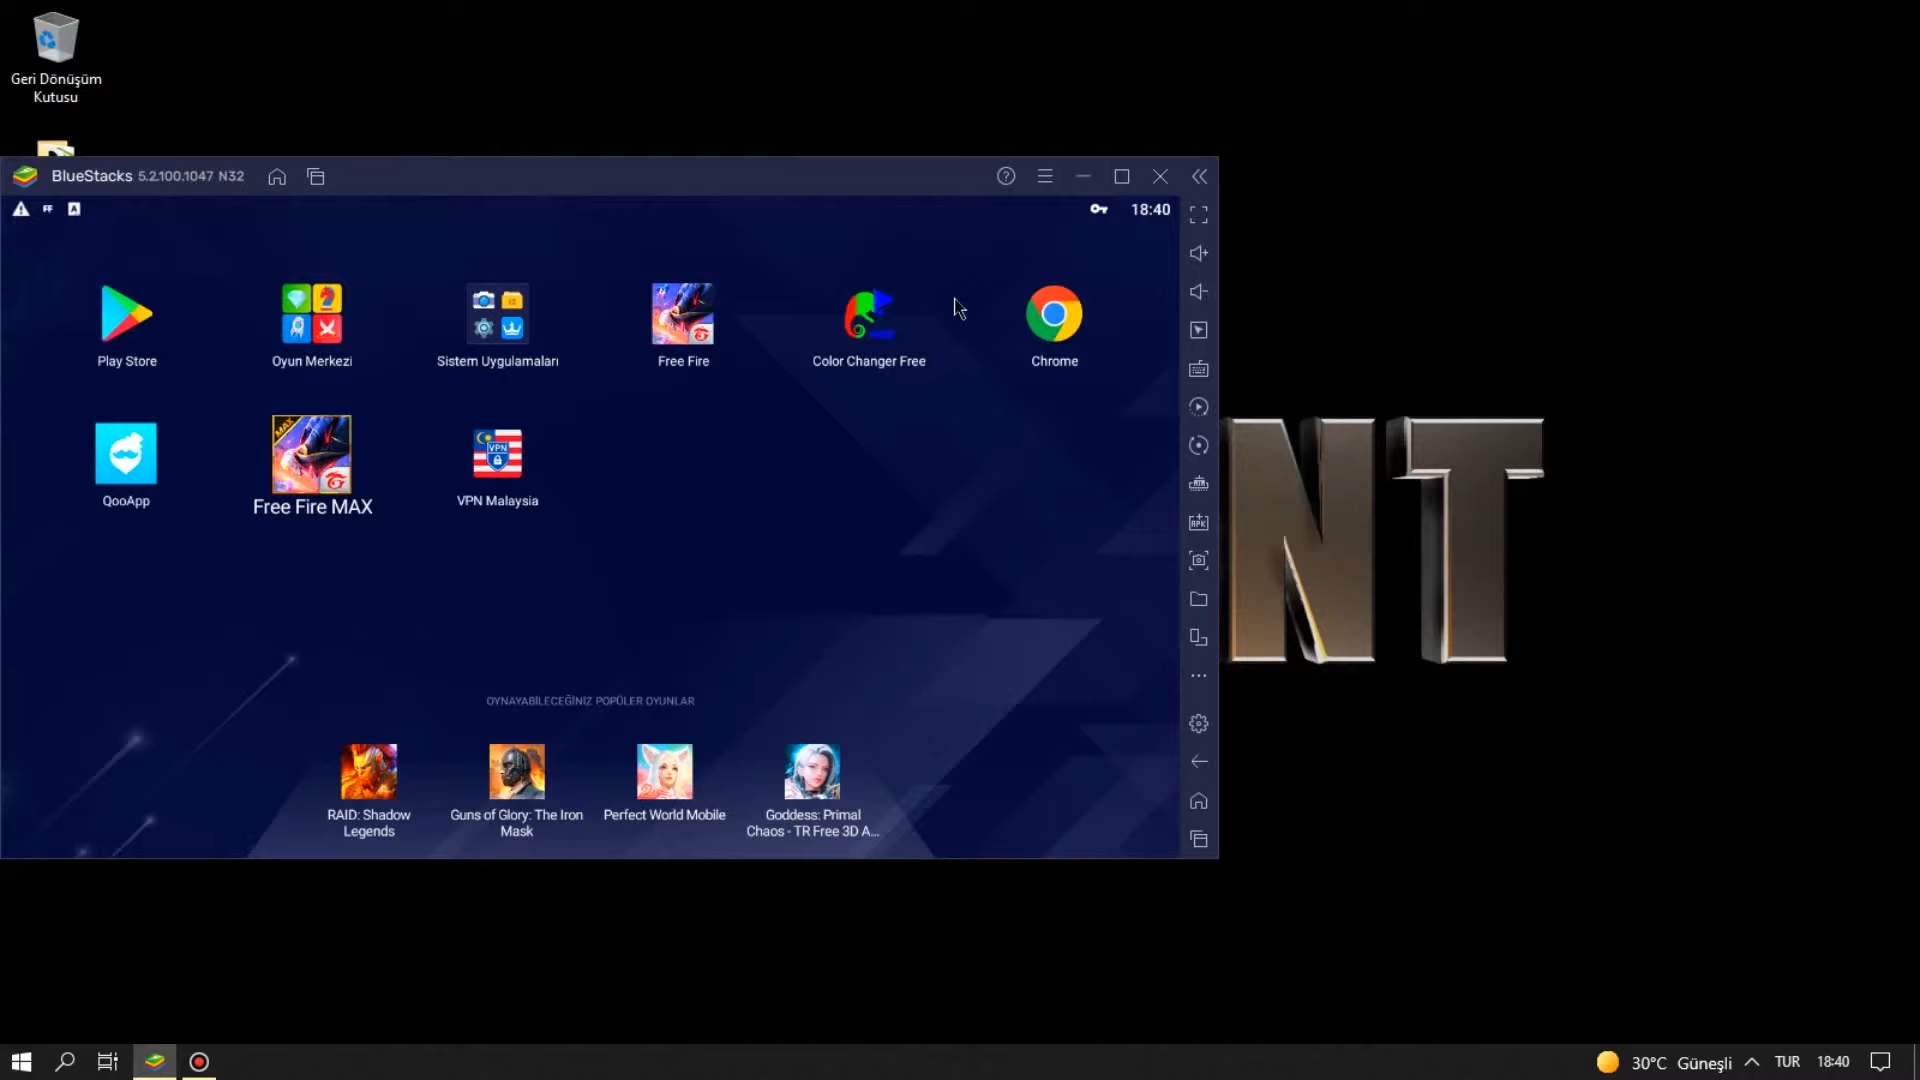 Geri Dönüşüm
Kutusu
BlueStacks 5.2.100.1047 N32
18:40
Play Store
Oyun Merkezi
Sistem Uygulamaları
Free Fire
Color Changer Free
Chrome
MAX
VPN
QooApp
Free Fire MAX
VPN Malaysia
NT
OYNAYABİLECEĞİNİZ POPÜLER OYUNLAR
RAID: Shadow
Legends
Guns of Glory: The Iron
Mask
Perfect World Mobile
Goddess: Primal
Chaos - TR Free 3D A...
30°C Güneşli
TUR
18:40